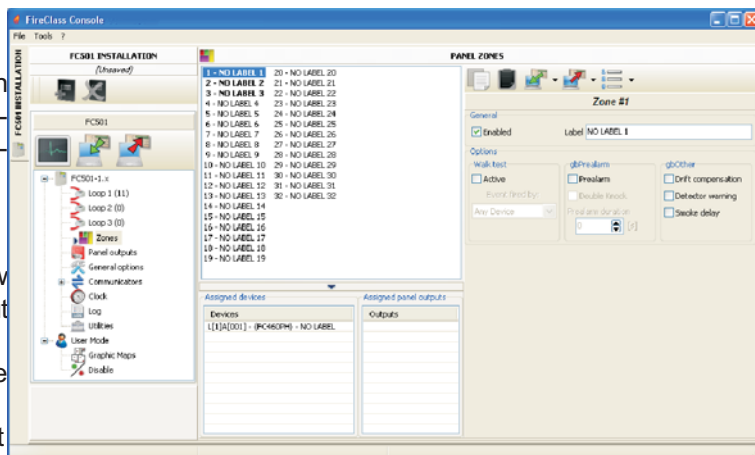 FireClass Console
File Tools ?
FC501 INSTALLATION
FC501 INSTALLATION
(Unsaved)
FC501
FC501-1.x
Loop 1 (11)
Loop 2 (0)
Loop 3 (0)
Zones
Panel outputs
General options
Communicators
Clock
Log
Utilities
User Mode
Graphic Maps
Disable
PANEL ZONES
1 - NO LABEL 1
2 - NO LABEL 2
3 - NO LABEL 3
4 - NO LABEL 4
5 - NO LABEL 5
6 - NO LABEL 6
7 - NO LABEL 7
8 - NO LABEL 8
9 - NO LABEL 9
10 - NO LABEL 10
11 - NO LABEL 11
12 - NO LABEL 12
13 - NO LABEL 13
14 - NO LABEL 14
15 - NO LABEL 15
16 - NO LABEL 16
17 - NO LABEL 17
18 - NO LABEL 18
19 - NO LABEL 19
20 - NO LABEL 20
21 - NO LABEL 21
22 - NO LABEL 22
23 - NO LABEL 23
24 - NO LABEL 24
25 - NO LABEL 25
26 - NO LABEL 26
27 - NO LABEL 27
28 - NO LABEL 28
29 - NO LABEL 29
30 - NO LABEL 30
31 - NO LABEL 31
32 - NO LABEL 32
Assigned devices
Devices
L[1]A[001] - (FC460PH) - NO LABEL
Assigned panel outputs
Outputs
Zone #1
General
Enabled
Label NO LABEL 1
Options
Walk test
Active
Event fired by:
Any Device
gbPrealarm
Prealarm
Double Knock
Prealarm duration
0 [s]
gbOther
Drift compensation
Detector warning
Smoke delay